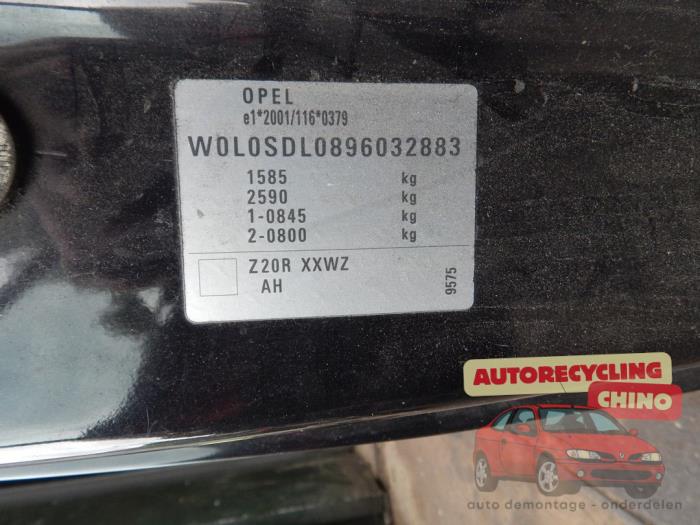 OPEL
e1*2001/116*0379
W0L0SDL0896032883
1585 kg
2590 kg
1-0845 kg
2-0800 kg
Z20R XXWZ
AH
9575
AUTORECYCLING
CHINO
auto demontage - onderdelen